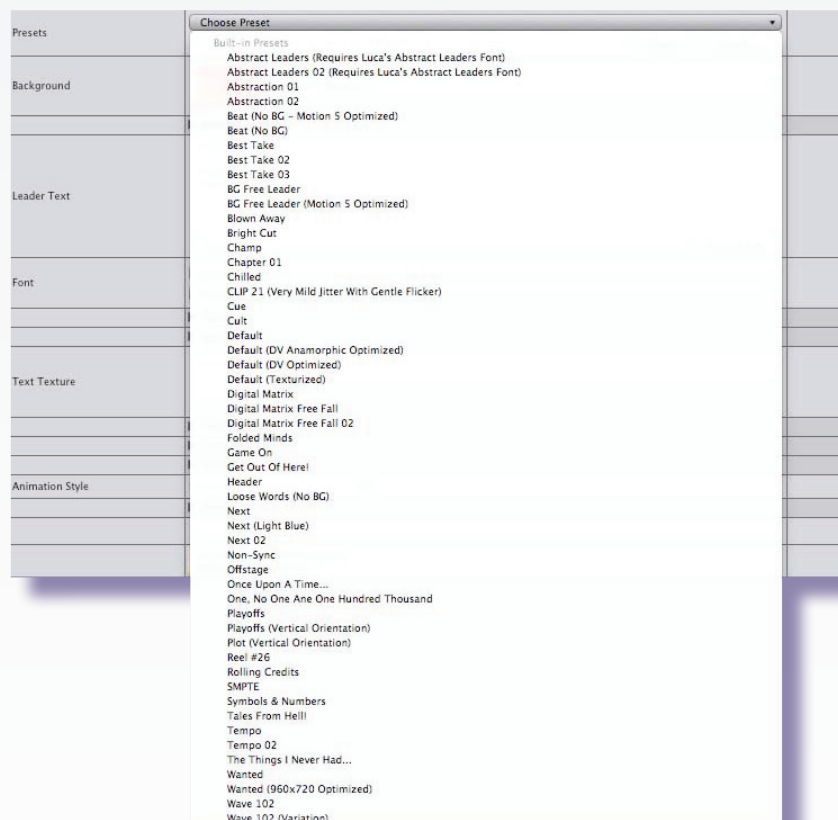 Presets
Choose Preset
Built-in Presets
Abstract Leaders (Requires Luca's Abstract Leaders Font)
Abstract Leaders 02 (Requires Luca's Abstract Leaders Font)
Background
Abstraction 01
Abstraction 02
Beat (No BG - Motion 5 Optimized)
Beat (No BG)
Best Take
Best Take 02
Best Take 03
Leader Text
BG Free Leader
BG Free Leader (Motion 5 Optimized)
Blown Away
Bright Cut
Champ
Chapter 01
Font
Chilled
CLIP 21 (Very Mild Jitter With Gentle Flicker)
Cue
Cult
Default
Default (DV Anamorphic Optimized)
Default (DV Optimized)
Text Texture
Default (Texturized)
Digital Matrix
Digital Matrix Free Fall
Digital Matrix Free Fall 02
Folded Minds
Game On
Get Out Of Here!
Animation Style
Header
Loose Words (No BG)
Next
Next (Light Blue)
Next 02
Non-Sync
Offstage
Once Upon A Time...
One, No One Ane One Hundred Thousand
Playoffs
Playoffs (Vertical Orientation)
Plot (Vertical Orientation)
Reel #26
Rolling Credits
SMPTE
Symbols & Numbers
Tales From Hell!
Tempo
Tempo 02
The Things I Never Had...
Wanted
Wanted (960x720 Optimized)
Wave 102
Wave 102 (Variation)